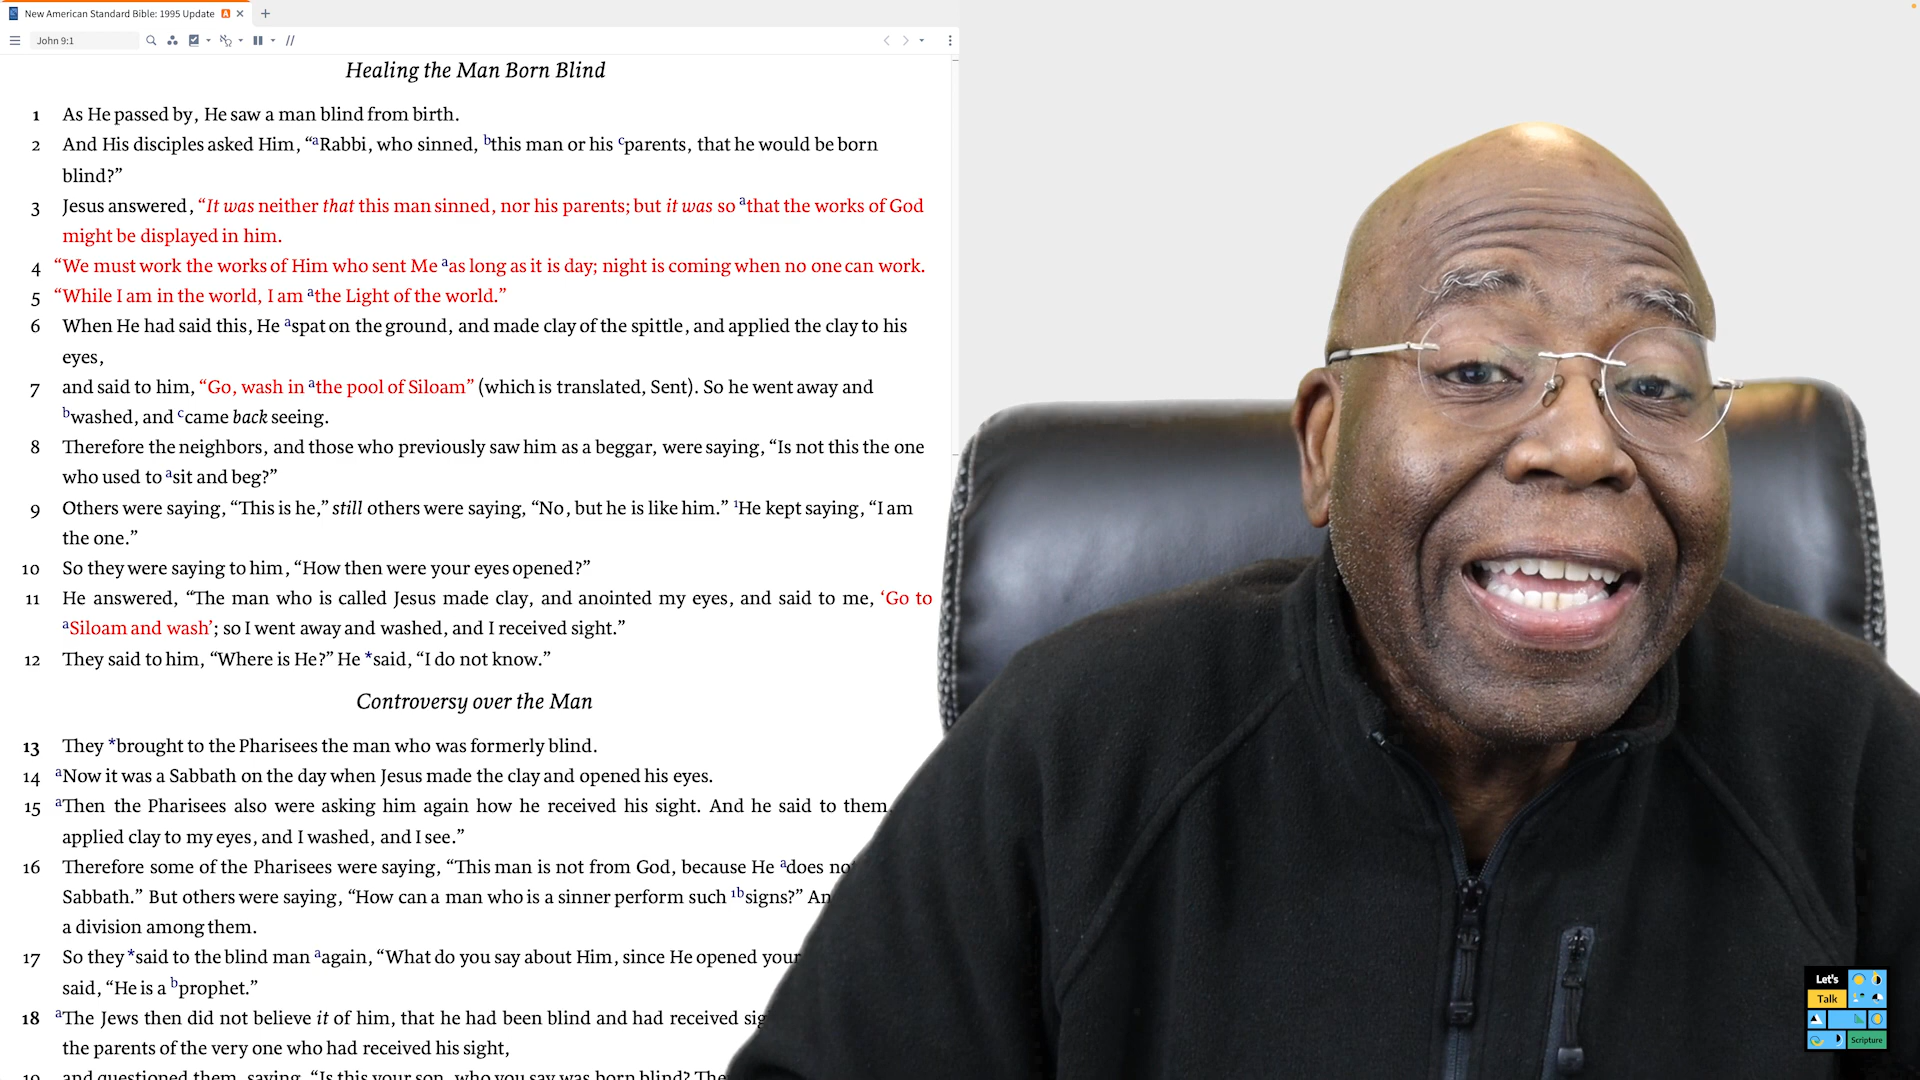 New American Standard Bible: 1995 Update A
John 9:1
Healing the Man Born Blind
1 As He passed by, He saw a man blind from birth.
2 And His disciples asked Him, “aRabbi, who sinned, bthis man or his cparents, that he would be born
blind?”
3 Jesus answered, “It was neither that this man sinned, nor his parents; but it was so athat the works of God
might be displayed in him.
4 “We must work the works of Him who sent Me aas long as it is day; night is coming when no one can work.
5 “While I am in the world, I am athe Light of the world.”
6 When He had said this, He aspat on the ground, and made clay of the spittle, and applied the clay to his
eyes,
7 and said to him, “Go, wash in athe pool of Siloam” (which is translated, Sent). So he went away and
bwashed, and ccame back seeing.
8 Therefore the neighbors, and those who previously saw him as a beggar, were saying, “Is not this the one
who used to asit and beg?”
9 Others were saying, “This is he,” still others were saying, “No, but he is like him.” 1He kept saying, “I am
the one.”
10 So they were saying to him, “How then were your eyes opened?”
11 He answered, “The man who is called Jesus made clay, and anointed my eyes, and said to me, ‘Go to
aSiloam and wash’; so I went away and washed, and I received sight.”
12 They said to him, “Where is He?” He *said, “I do not know.”
Controversy over the Man
13 They *brought to the Pharisees the man who was formerly blind.
14 aNow it was a Sabbath on the day when Jesus made the clay and opened his eyes.
15 aThen the Pharisees also were asking him again how he received his sight. And he said to them
applied clay to my eyes, and I washed, and I see.”
16 Therefore some of the Pharisees were saying, “This man is not from God, because He adoes no
Sabbath.” But others were saying, “How can a man who is a sinner perform such 1bsigns?” An
a division among them.
17 So they *said to the blind man aagain, “What do you say about Him, since He opened your
said, “He is a bprophet.”
18 aThe Jews then did not believe it of him, that he had been blind and had received sig
the parents of the very one who had received his sight,
19 and questioned them, saying, “Is this your son, who you say was born blind? The
Let's
Talk
Scripture